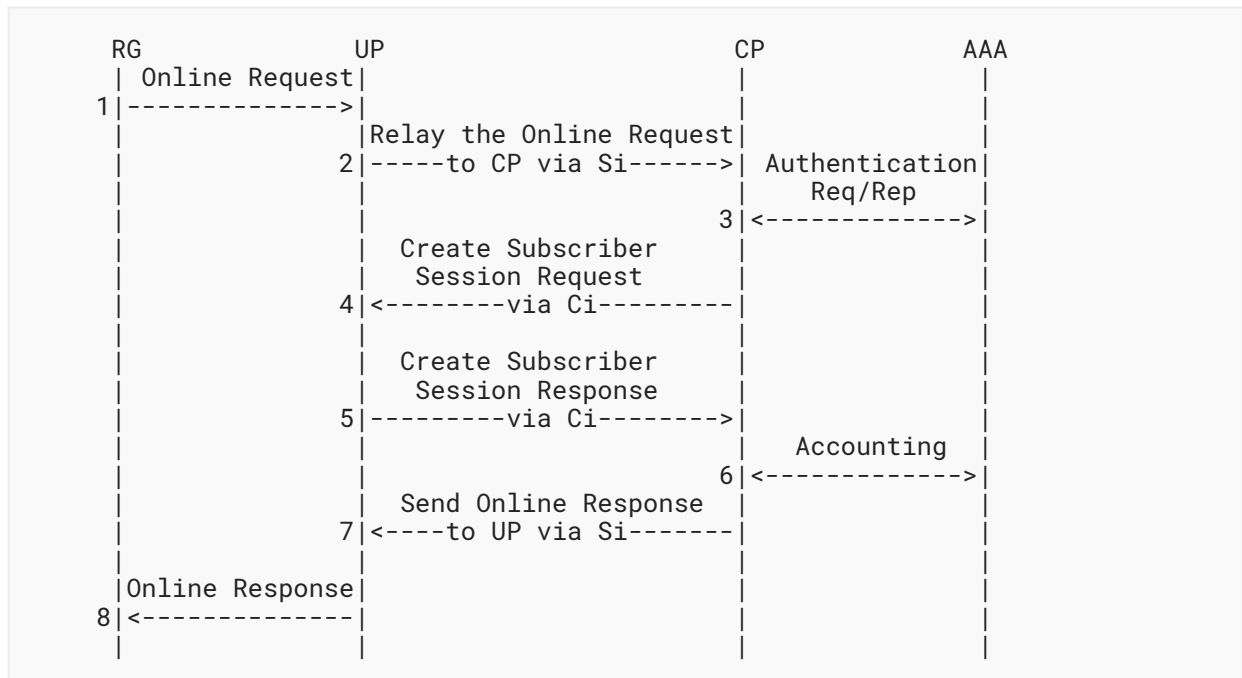 RG                UP                         CP              AAA
 | Online Request|                         |               |
1|-------------->|                         |               |
 |               |Relay the Online Request|               |
 |              2|-----to CP via Si------>| Authentication|
 |               |                         |    Req/Rep    |
 |               |                        3|<------------->|
 |               |  Create Subscriber      |               |
 |               |   Session Request       |               |
 |              4|<--------via Ci---------|               |
 |               |                         |               |
 |               |  Create Subscriber      |               |
 |               |   Session Response      |               |
 |              5|---------via Ci-------->|               |
 |               |                         |   Accounting  |
 |               |                        6|<------------->|
 |               |  Send Online Response   |               |
 |              7|<----to UP via Si-------|               |
 |               |                         |               |
 |Online Response|                         |               |
8|<--------------|                         |               |
 |               |                         |               |